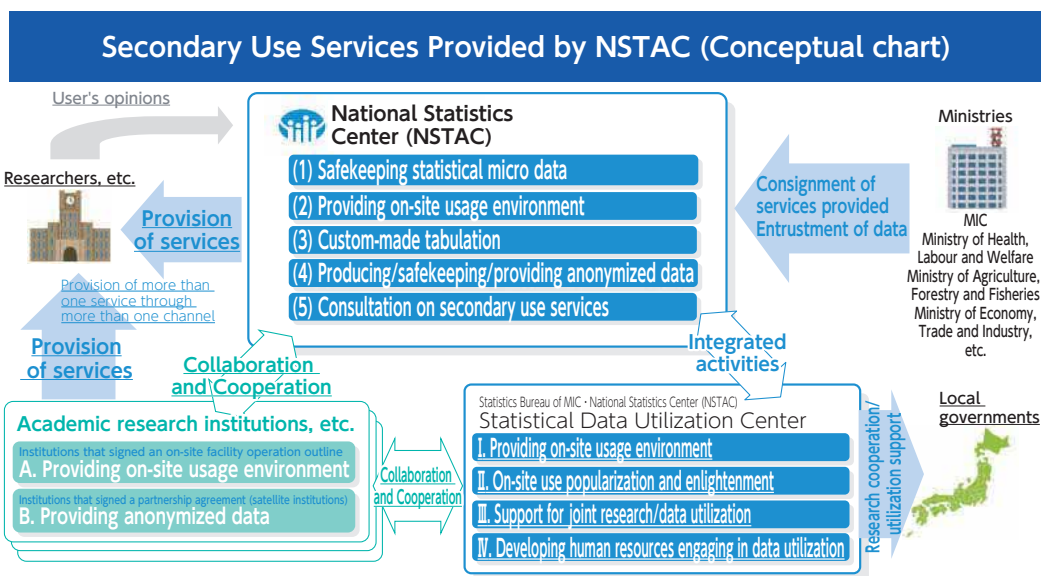 Secondary Use Services Provided by NSTAC (Conceptual chart)
User's opinions
National Statistics
Center (NSTAC)
(1) Safekeeping statistical micro data
(2) Providing on-site usage environment
(3) Custom-made tabulation
(4) Producing/safekeeping/providing anonymized data
(5) Consultation on secondary use services
Researchers, etc.
Provision
of services
Provision of more than
one service through
more than one channel
Provision
of services
Consignment of
services provided
Entrustment of data
Ministries
MIC
Ministry of Health,
Labour and Welfare
Ministry of Agriculture,
Forestry and Fisheries
Ministry of Economy,
Trade and Industry,
etc.
Collaboration
and Cooperation
Integrated
activities
Academic research institutions, etc.
Institutions that signed an on-site facility operation outline
A. Providing on-site usage environment
Institutions that signed a partnership agreement (satellite institutions)
B. Providing anonymized data
Collaboration
and Cooperation
Statistics Bureau of MIC・National Statistics Center (NSTAC)
Statistical Data Utilization Center
Ⅰ. Providing on-site usage environment
Ⅱ. On-site use popularization and enlightenment
Ⅲ. Support for joint research/data utilization
Ⅳ. Developing human resources engaging in data utilization
Research cooperation/
utilization support
Local
governments